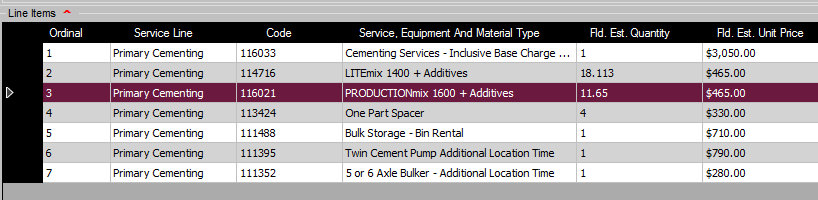 Line Items
Ordinal Service Line Code Service, Equipment And Material Type Fld. Est. Quantity Fld. Est. Unit Price
1 Primary Cementing 116033 Cementing Services - Inclusive Base Charge ... 1 $3,050.00
2 Primary Cementing 114716 LITEmix 1400 + Additives 18.113 $465.00
3 Primary Cementing 116021 PRODUCTIONmix 1600 + Additives 11.65 $465.00
4 Primary Cementing 113424 One Part Spacer 4 $330.00
5 Primary Cementing 111488 Bulk Storage - Bin Rental 1 $710.00
6 Primary Cementing 111395 Twin Cement Pump Additional Location Time 1 $790.00
7 Primary Cementing 111352 5 or 6 Axle Bulker - Additional Location Time 1 $280.00